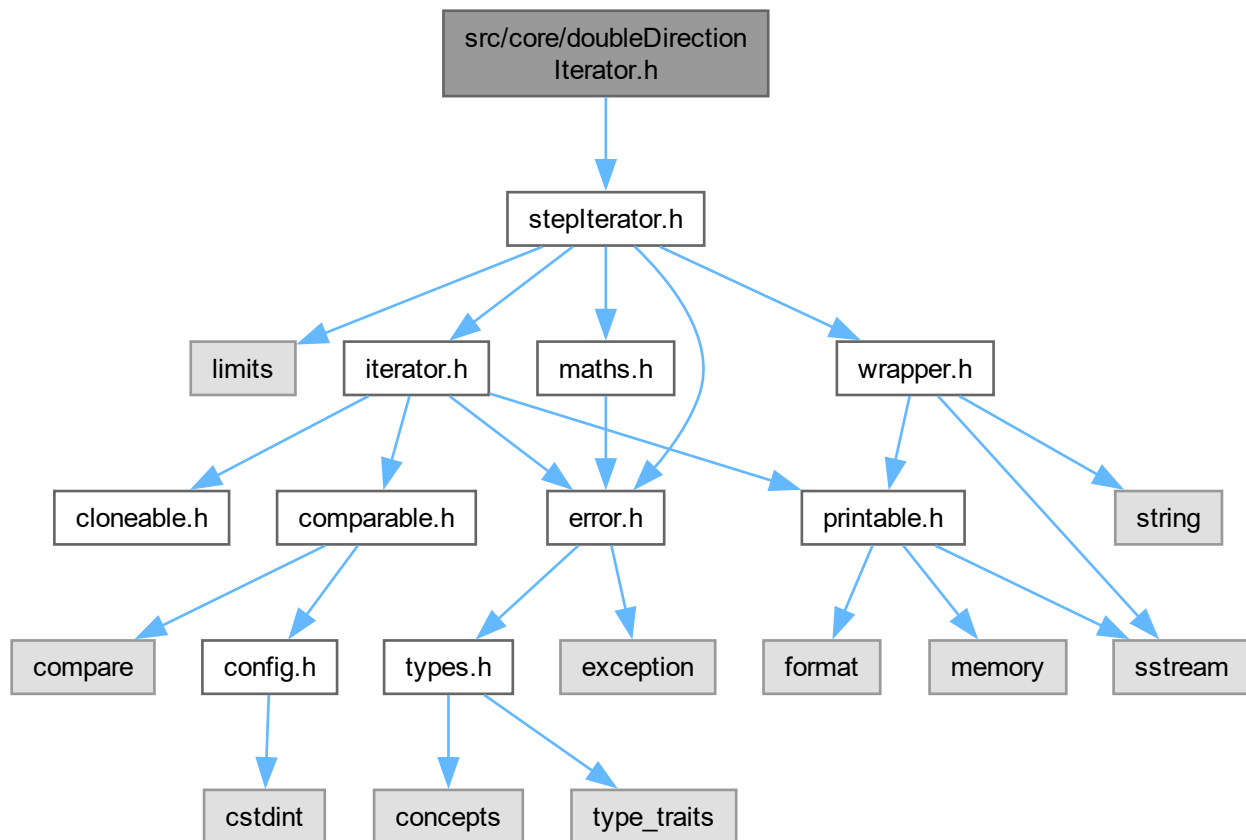 src/core/doubleDirection
Iterator.h
stepIterator.h
limits
iterator.h
maths.h
wrapper.h
cloneable.h
comparable.h
error.h
printable.h
string
compare
config.h
types.h
exception
format
memory
sstream
cstdint
concepts
type_traits